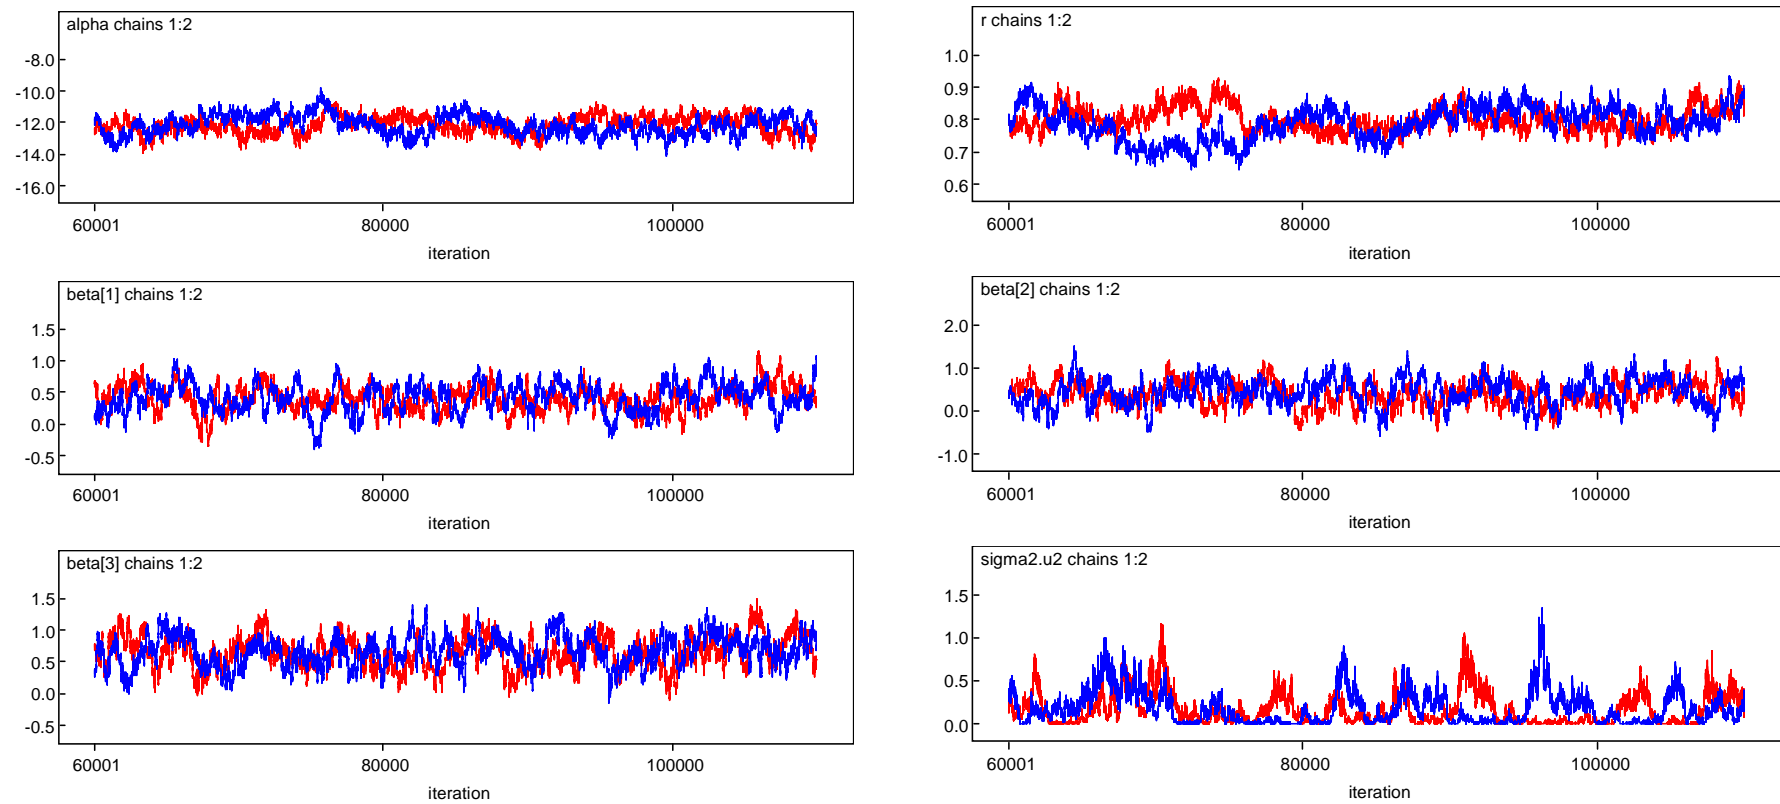 alpha chains 1:2
-8.0
-10.0
-12.0
-14.0
-16.0
60001 80000 100000
iteration
r chains 1:2
1.0
0.9
0.8
0.7
0.6
60001 80000 100000
iteration
beta[1] chains 1:2
1.5
1.0
0.5
0.0
-0.5
60001 80000 100000
iteration
beta[2] chains 1:2
2.0
1.0
0.0
-1.0
60001 80000 100000
iteration
beta[3] chains 1:2
1.5
1.0
0.5
0.0
-0.5
60001 80000 100000
iteration
sigma2.u2 chains 1:2
1.5
1.0
0.5
0.0
60001 80000 100000
iteration